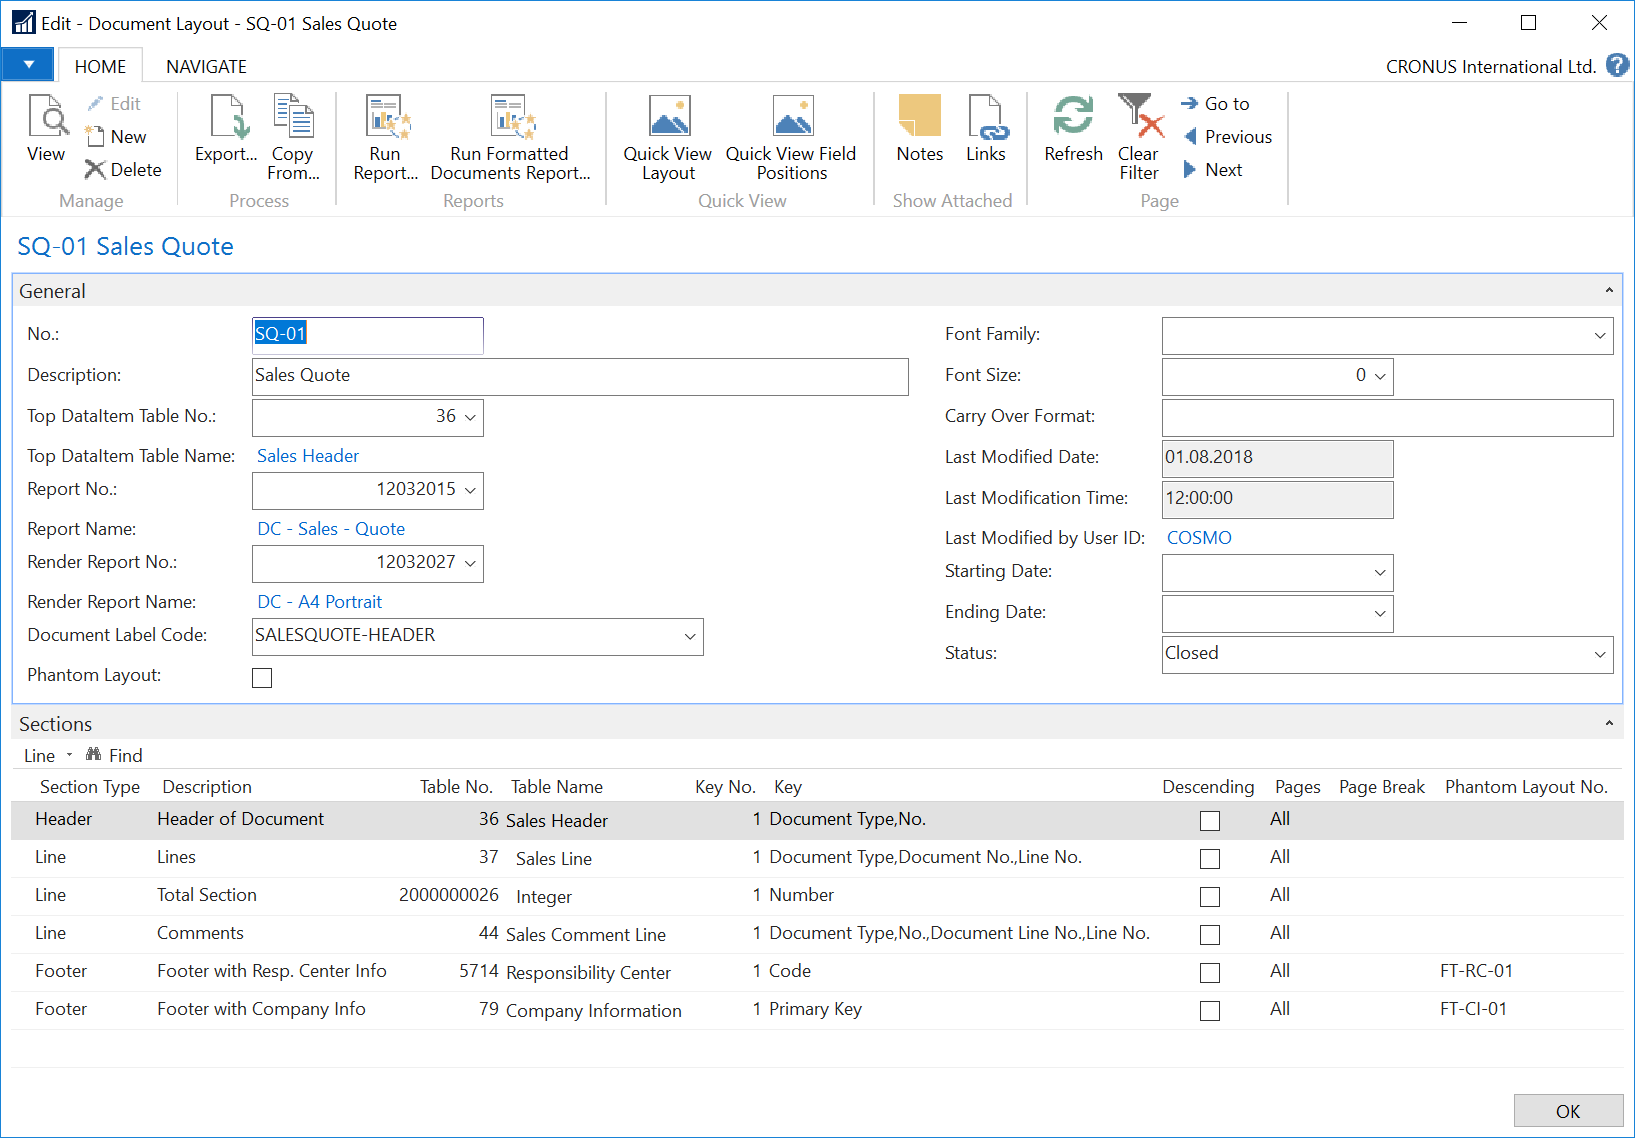 Edit - Document Layout - SQ-01 Sales Quote
HOME NAVIGATE CRONUS International Ltd. ?
View Edit New Delete Manage
Export... Copy From... Process
Run Report... Run Formatted Documents Report... Reports
Quick View Layout Quick View Field Positions Quick View
Notes Links Show Attached
Refresh Clear Filter Go to Previous Next Page
SQ-01 Sales Quote
General
No.: SQ-01
Description: Sales Quote
Top DataItem Table No.: 36
Top DataItem Table Name: Sales Header
Report No.: 12032015
Report Name: DC - Sales - Quote
Render Report No.: 12032027
Render Report Name: DC - A4 Portrait
Document Label Code: SALESQUOTE-HEADER
Phantom Layout:
Font Family:
Font Size: 0
Carry Over Format:
Last Modified Date: 01.08.2018
Last Modification Time: 12:00:00
Last Modified by User ID: COSMO
Starting Date:
Ending Date:
Status: Closed
Sections
Line Find
Section Type Description Table No. Table Name Key No. Key Descending Pages Page Break Phantom Layout No.
Header Header of Document 36 Sales Header 1 Document Type,No. All
Line Lines 37 Sales Line 1 Document Type,Document No.,Line No. All
Line Total Section 2000000026 Integer 1 Number All
Line Comments 44 Sales Comment Line 1 Document Type,No.,Document Line No.,Line No. All
Footer Footer with Resp. Center Info 5714 Responsibility Center 1 Code All FT-RC-01
Footer Footer with Company Info 79 Company Information 1 Primary Key All FT-CI-01
OK